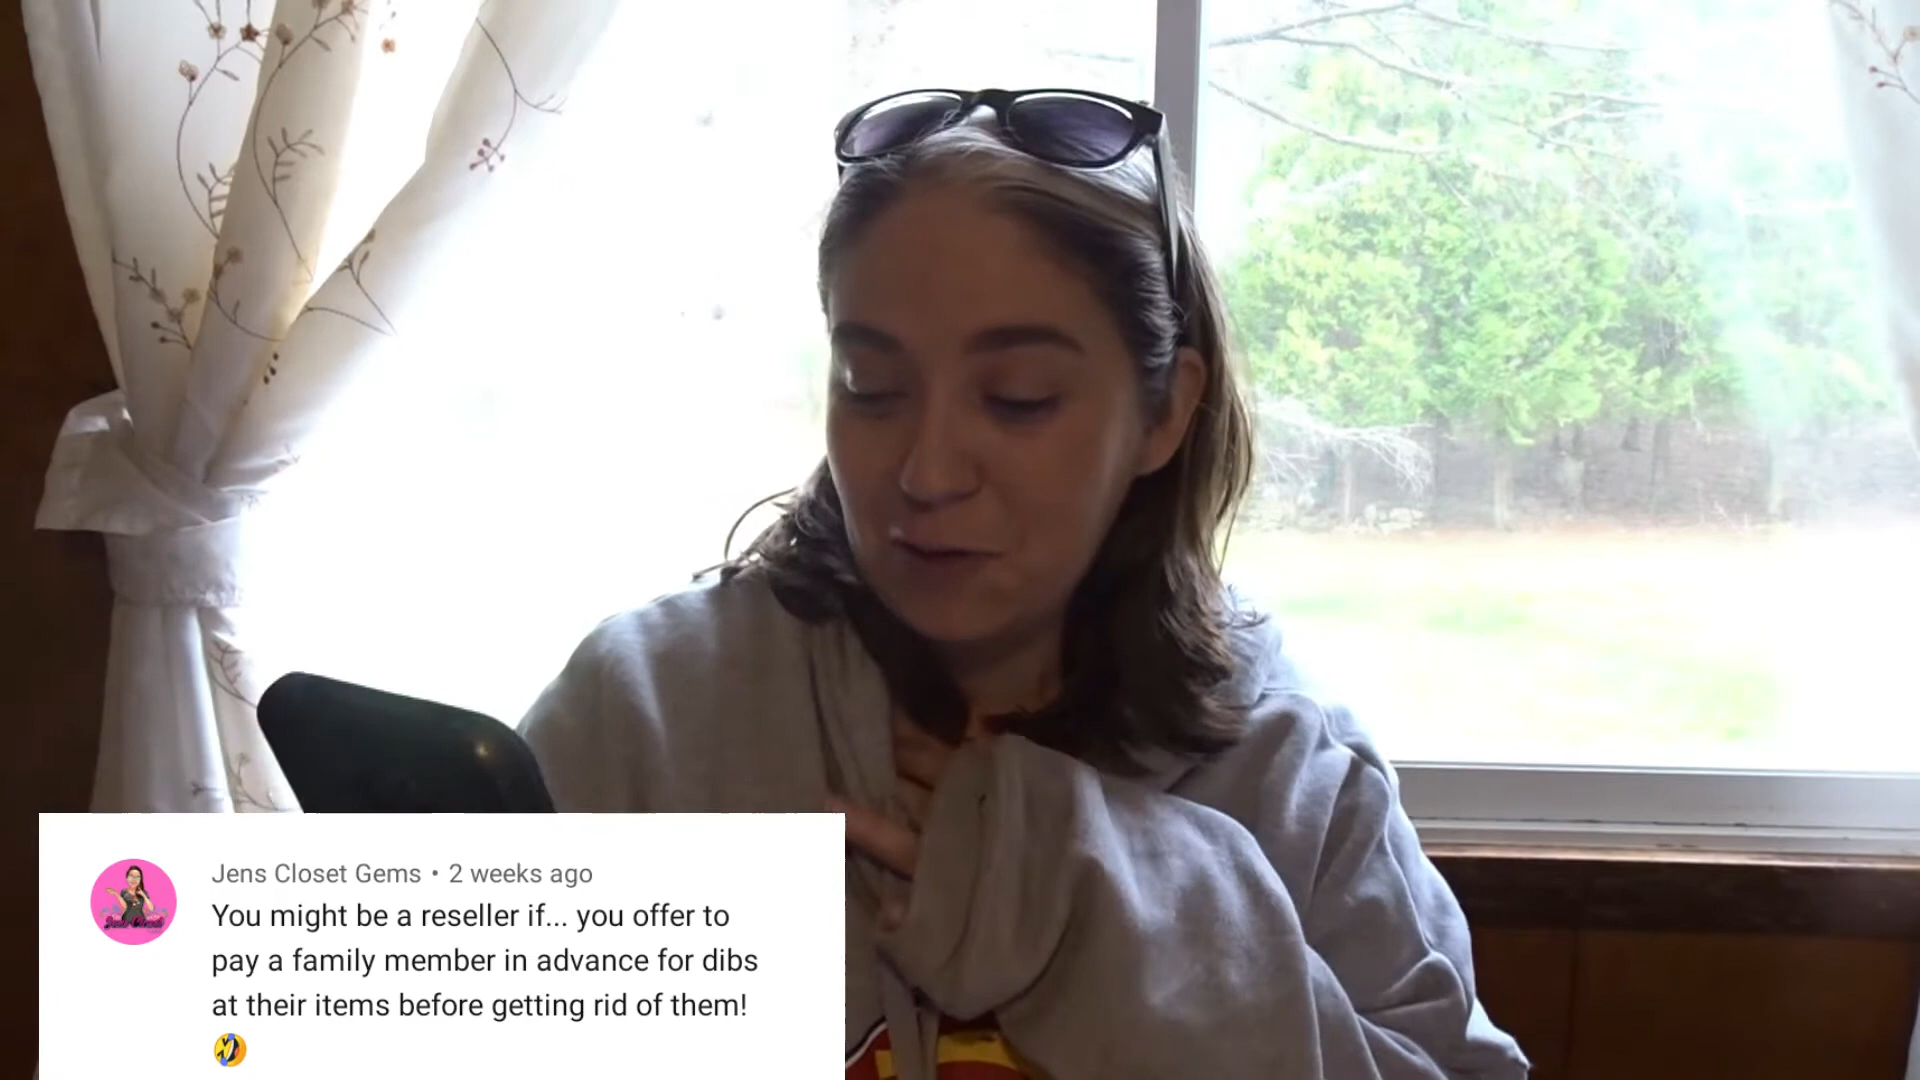 Jens Closet Gems • 2 weeks ago
You might be a reseller if... you offer to
pay a family member in advance for dibs
at their items before getting rid of them!
🤣